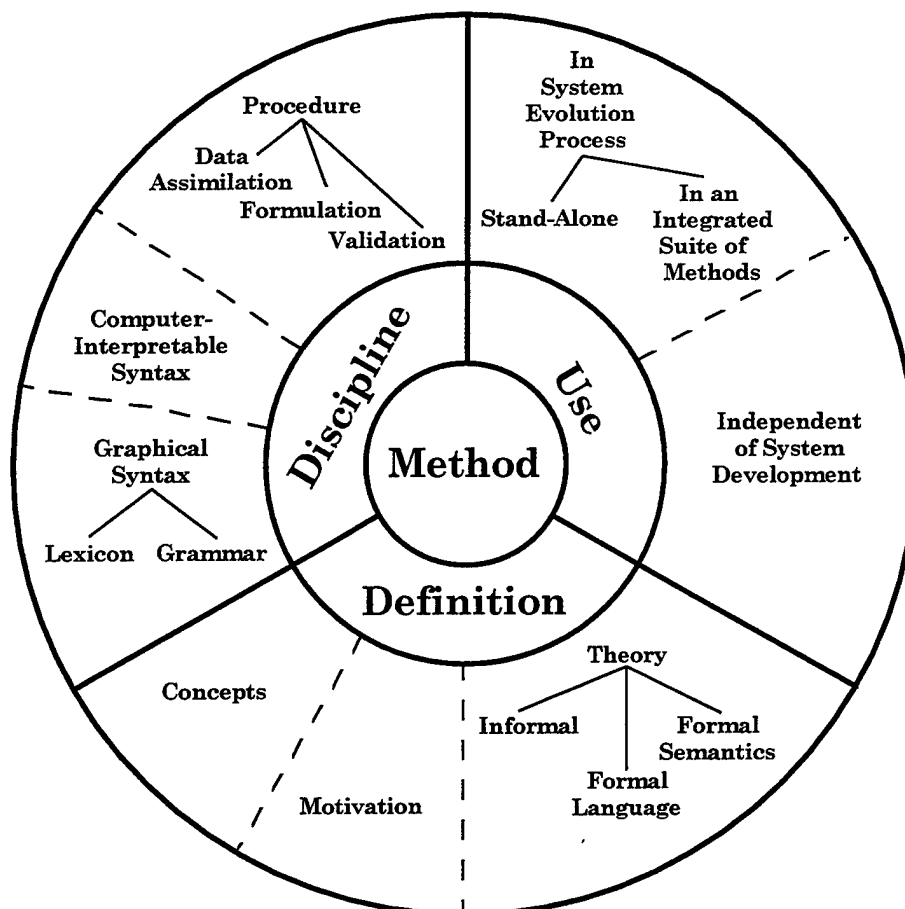 Procedure
Data
Assimilation
Formulation
Validation
In
System
Evolution
Process
Stand-Alone
In an
Integrated
Suite of
Methods
Computer-
Interpretable
Syntax
Graphical
Syntax
Lexicon
Grammar
Discipline
Use
Method
Definition
Independent
of System
Development
Concepts
Motivation
Theory
Informal
Formal
Language
Formal
Semantics